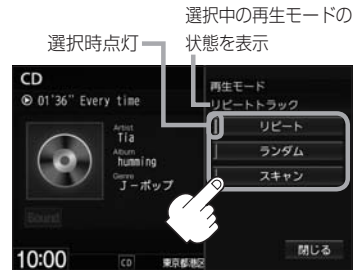 選択中の再生モードの
状態を表示
選択時点灯
CD
01'36" Every time
Artist
Tia
Album
humming
Genre
J-ポップ
Sound
10:00
CD
東京都港区
再生モード
リピートトラック
リピート
ランダム
スキャン
閉じる